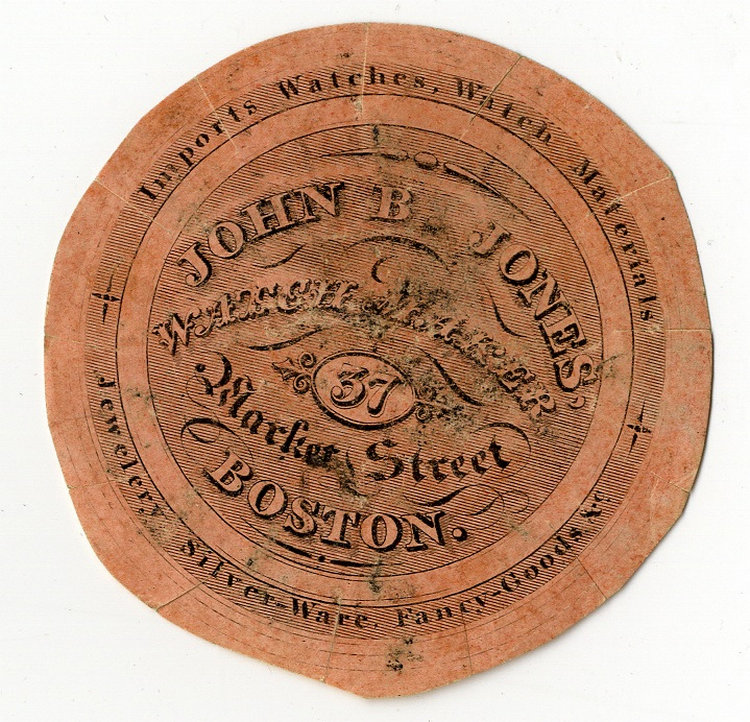 Imports Watches, Watch Materials
JOHN B JONES,
WATCH MAKER
37
Market Street
BOSTON.
Jewelery Silver-Ware Fancy-Goods &c